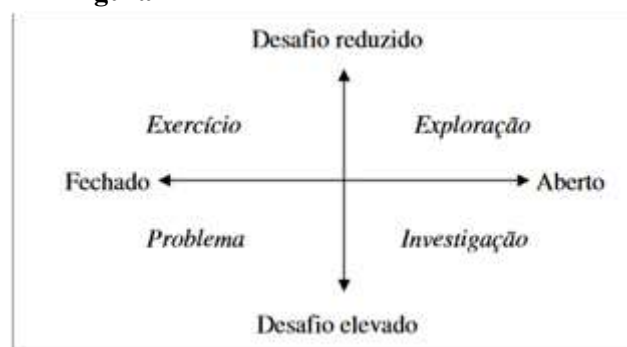 Desafio reduzido
Exercício
Exploração
Fechado
Aberto
Problema
Investigação
Desafio elevado